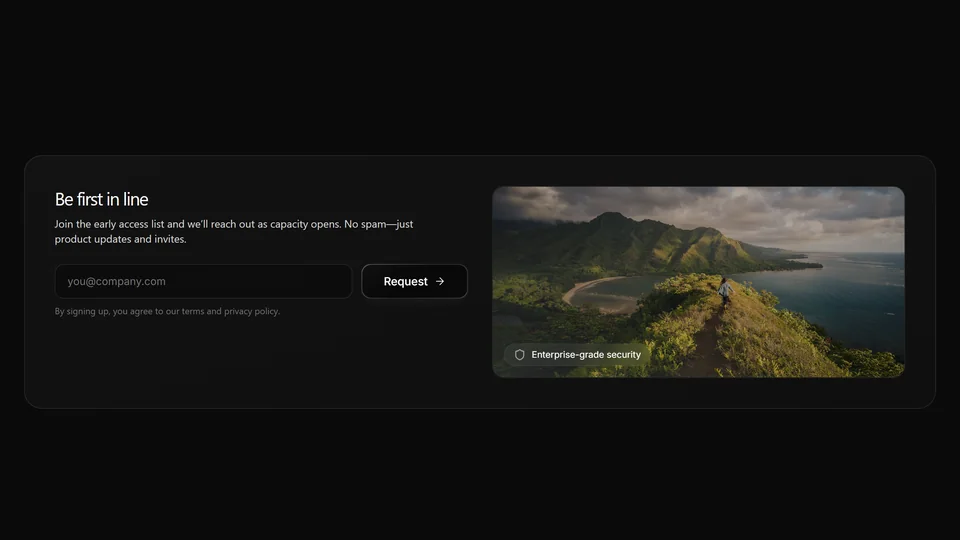 Be first in line
Join the early access list and we'll reach out as capacity opens. No spam—just
product updates and invites.
you@company.com
Request
By signing up, you agree to our terms and privacy policy.
Enterprise-grade security